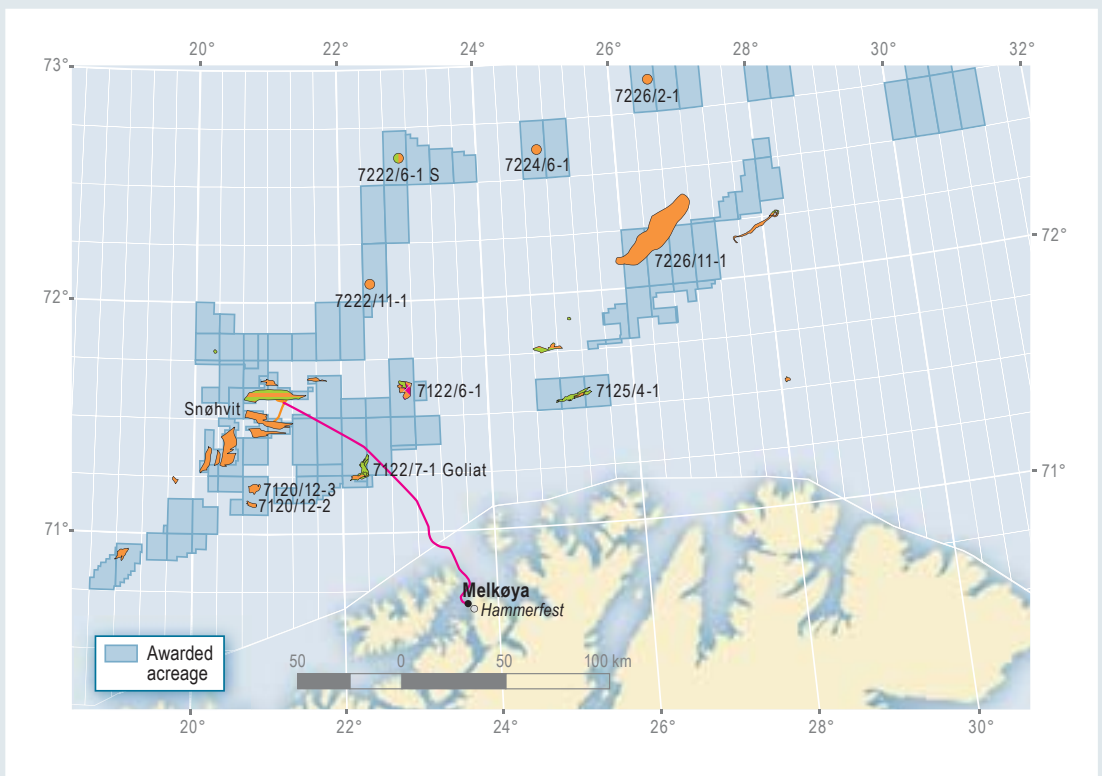 20° 22° 24° 26° 28° 30° 32°
73°
7226/2-1
7224/6-1
7222/6-1 S
72°
7226/11-1
72°
7222/11-1
7122/6-1
7125/4-1
Snøhvit
7122/7-1 Goliat
71°
7120/12-3
7120/12-2
71°
Melkøya
Hammerfest
Awarded
acreage
50 0 50 100 km
20° 22° 24° 26° 28° 30°